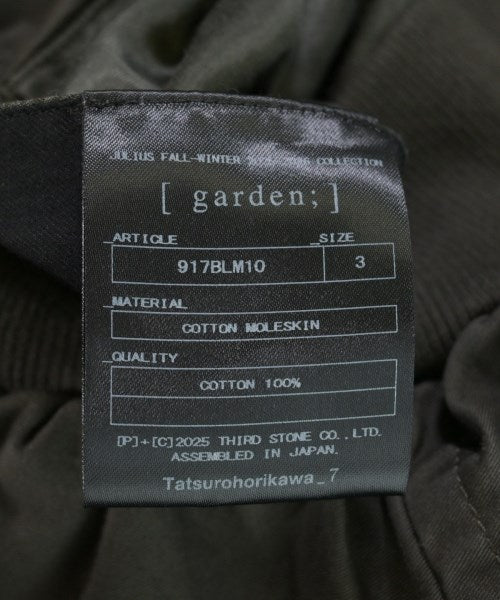 JULIUS FALL-WINTER COLLECTION
[ garden; ]
_ARTICLE _SIZE
917BLM10 3
_MATERIAL
COTTON MOLESKIN
_QUALITY
COTTON 100%
[P]+[C]2025 THIRD STONE CO.,LTD.
ASSEMBLED IN JAPAN.
Tatsurohorikawa_7